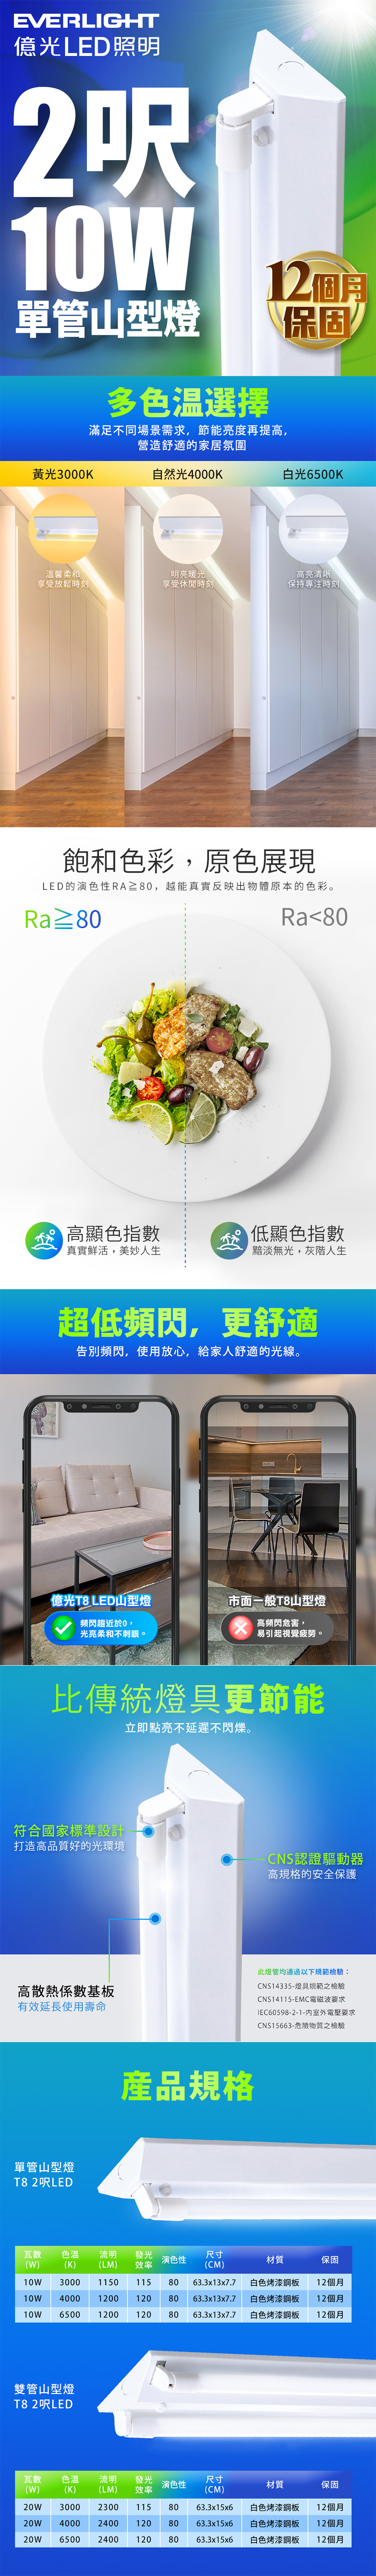 EVERLIGHT
億光LED照明
2呎
10W
單管山型燈
12個月
保固
多色溫選擇
滿足不同場景需求，節能亮度再提高，
營造舒適的家居氛圍
黃光3000K
自然光4000K
白光6500K
溫馨柔和
享受放鬆時刻
明亮暖光
享受休閒時刻
高亮清晰
保持專注時刻
飽和色彩，原色展現
LED的演色性RA≧80，越能真實反映出物體原本的色彩。
Ra≧80
Ra<80
高顯色指數
真實鮮活，美妙人生
低顯色指數
黯淡無光，灰階人生
超低頻閃，更舒適
告別頻閃，使用放心，給家人舒適的光線。
億光T8 LED山型燈
頻閃趨近於0，
光亮柔和不刺眼。
市面一般T8山型燈
高頻閃危害，
易引起視覺疲勞。
比傳統燈具更節能
立即點亮不延遲不閃爍。
符合國家標準設計
打造高品質好的光環境
CNS認證驅動器
高規格的安全保護
高散熱係數基板
有效延長使用壽命
此燈管均通過以下規範檢驗：
CNS14335-燈具規範之檢驗
CNS14115-EMC電磁波要求
IEC60598-2-1-內室外電壓要求
CNS15663-危險物質之檢驗
產品規格
單管山型燈
T8 2呎LED
瓦數(W) 色溫(K) 流明(LM) 發光效率 演色性 尺寸(CM) 材質 保固
10W 3000 1150 115 80 63.3x13x7.7 白色烤漆鋼板 12個月
10W 4000 1200 120 80 63.3x13x7.7 白色烤漆鋼板 12個月
10W 6500 1200 120 80 63.3x13x7.7 白色烤漆鋼板 12個月
雙管山型燈
T8 2呎LED
瓦數(W) 色溫(K) 流明(LM) 發光效率 演色性 尺寸(CM) 材質 保固
20W 3000 2300 115 80 63.3x15x6 白色烤漆鋼板 12個月
20W 4000 2400 120 80 63.3x15x6 白色烤漆鋼板 12個月
20W 6500 2400 120 80 63.3x15x6 白色烤漆鋼板 12個月